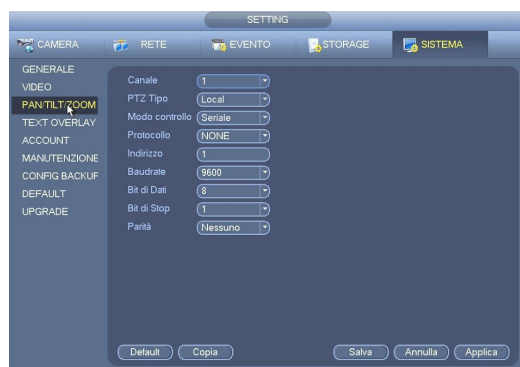 SETTING
CAMERA RETE EVENTO STORAGE SISTEMA
GENERALE
VIDEO
PAN/TILT/ZOOM
TEXT OVERLAY
ACCOUNT
MANUTENZIONE
CONFIG BACKUF
DEFAULT
UPGRADE
Canale 1
PTZ Tipo Local
Modo controllo Seriale
Protocollo NONE
Indirizzo 1
Baudrate 9600
Bit di Dati 8
Bit di Stop 1
Parità Nessuno
Default Copia Salva Annulla Applica